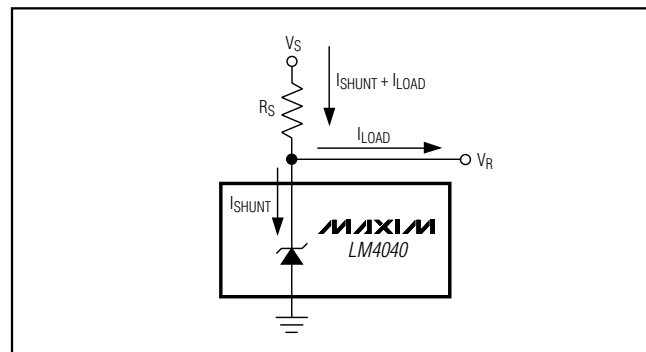 VS
ISHUNT + ILOAD
RS
ILOAD
VR
ISHUNT
MAXIM
LM4040